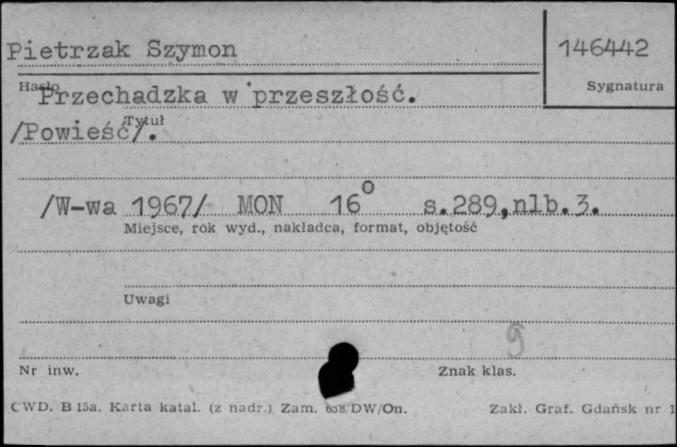 Pietrzak Szymon
146442
Hasło
Sygnatura
Przechadzka w przeszłość.
Tytuł
/Powieść/.
/W-wa 1967/ MON 16° s.289,nlb.3.
Miejsce, rok wyd., nakładca, format, objętość
Uwagi
9
Nr inw.
Znak klas.
CWD. B 15a. Karta katal. (z nadr.) Zam. DW/On.
Zakł. Graf. Gdańsk nr 1